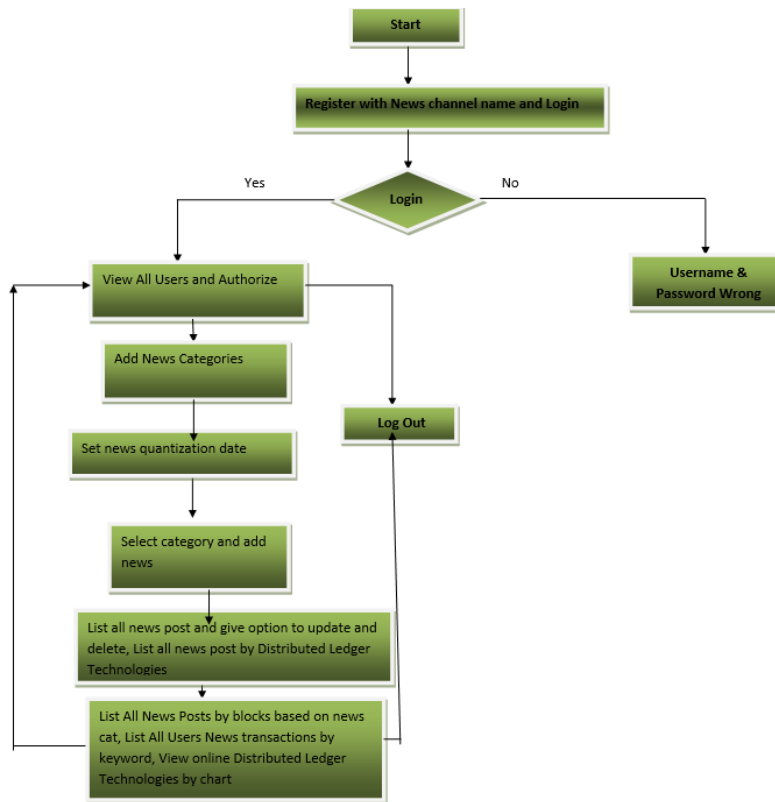 Start
Register with News channel name and Login
Yes
No
Login
View All Users and Authorize
Username &
Password Wrong
Add News Categories
Log Out
Set news quantization date
Select category and add
news
List all news post and give option to update and
delete, List all news post by Distributed Ledger
Technologies
List All News Posts by blocks based on news
cat, List All Users News transactions by
keyword, View online Distributed Ledger
Technologies by chart